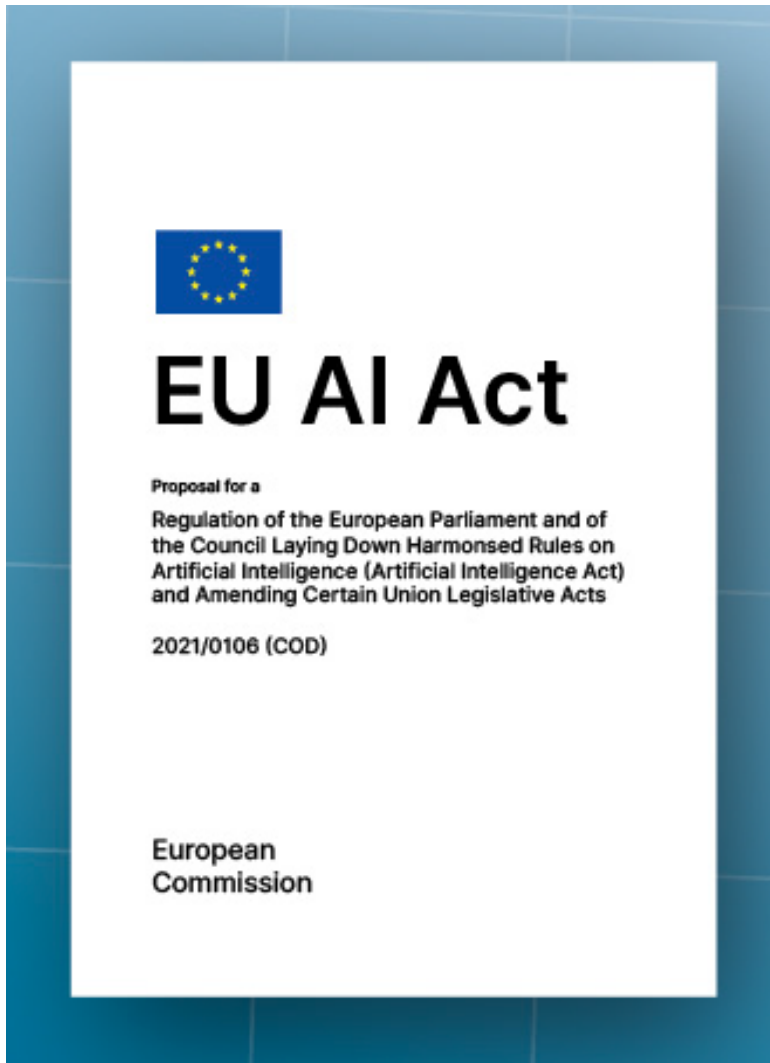 EU AI Act
Proposal for a
Regulation of the European Parliament and of
the Council Laying Down Harmonsed Rules on
Artificial Intelligence (Artificial Intelligence Act)
and Amending Certain Union Legislative Acts
2021/0106 (COD)
European
Commission